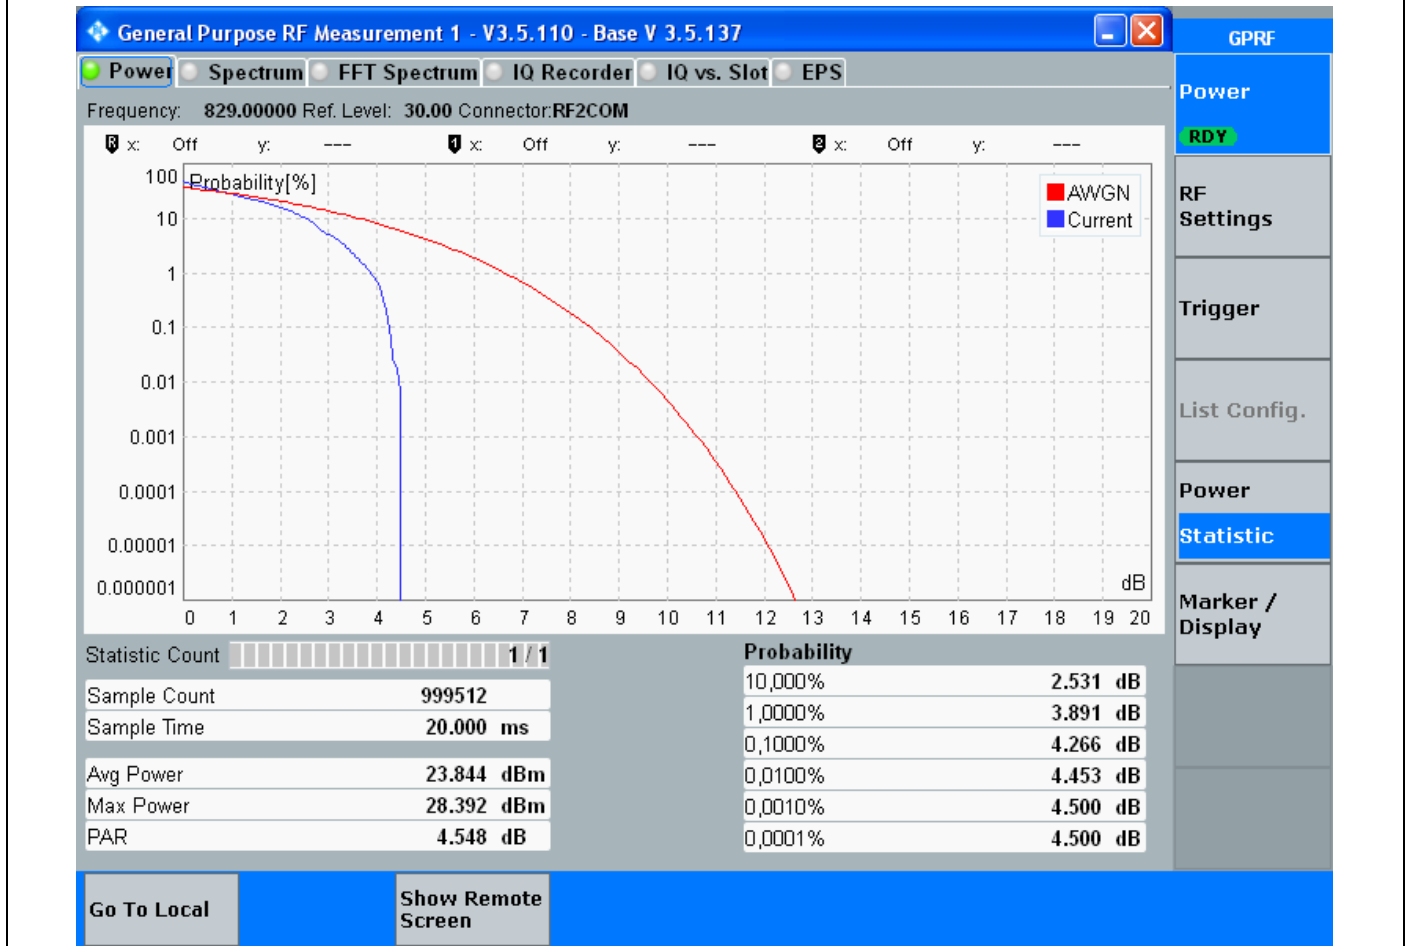 General Purpose RF Measurement 1 - V3.5.110 - Base V 3.5.137
GPRF
Power Spectrum FFT Spectrum IQ Recorder IQ vs. Slot EPS
Frequency: 829.00000 Ref. Level: 30.00 Connector:RF2COM
R x: Off y: --- 1 x: Off y: --- 2 x: Off y: ---
Probability[%]
AWGN
Current
100
10
1
0.1
0.01
0.001
0.0001
0.00001
0.000001
dB
0 1 2 3 4 5 6 7 8 9 10 11 12 13 14 15 16 17 18 19 20
Statistic Count 1 / 1
Sample Count 999512
Sample Time 20.000 ms
Avg Power 23.844 dBm
Max Power 28.392 dBm
PAR 4.548 dB
Probability
10,000% 2.531 dB
1,0000% 3.891 dB
0,1000% 4.266 dB
0,0100% 4.453 dB
0,0010% 4.500 dB
0,0001% 4.500 dB
Power
RDY
RF
Settings
Trigger
List Config.
Power
Statistic
Marker /
Display
Go To Local
Show Remote
Screen